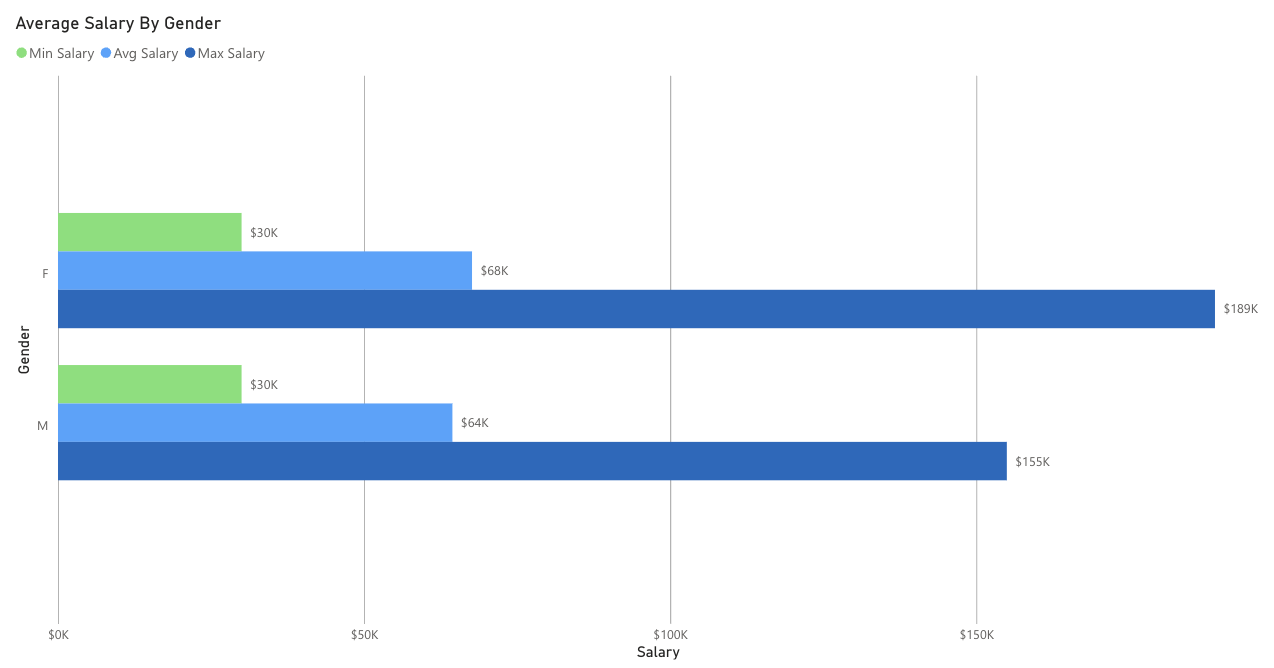 Average Salary By Gender
Min Salary Avg Salary Max Salary
$30K
$68K
F
$189K
Gender
$30K
$64K
M
$155K
$0K $50K $100K $150K
Salary